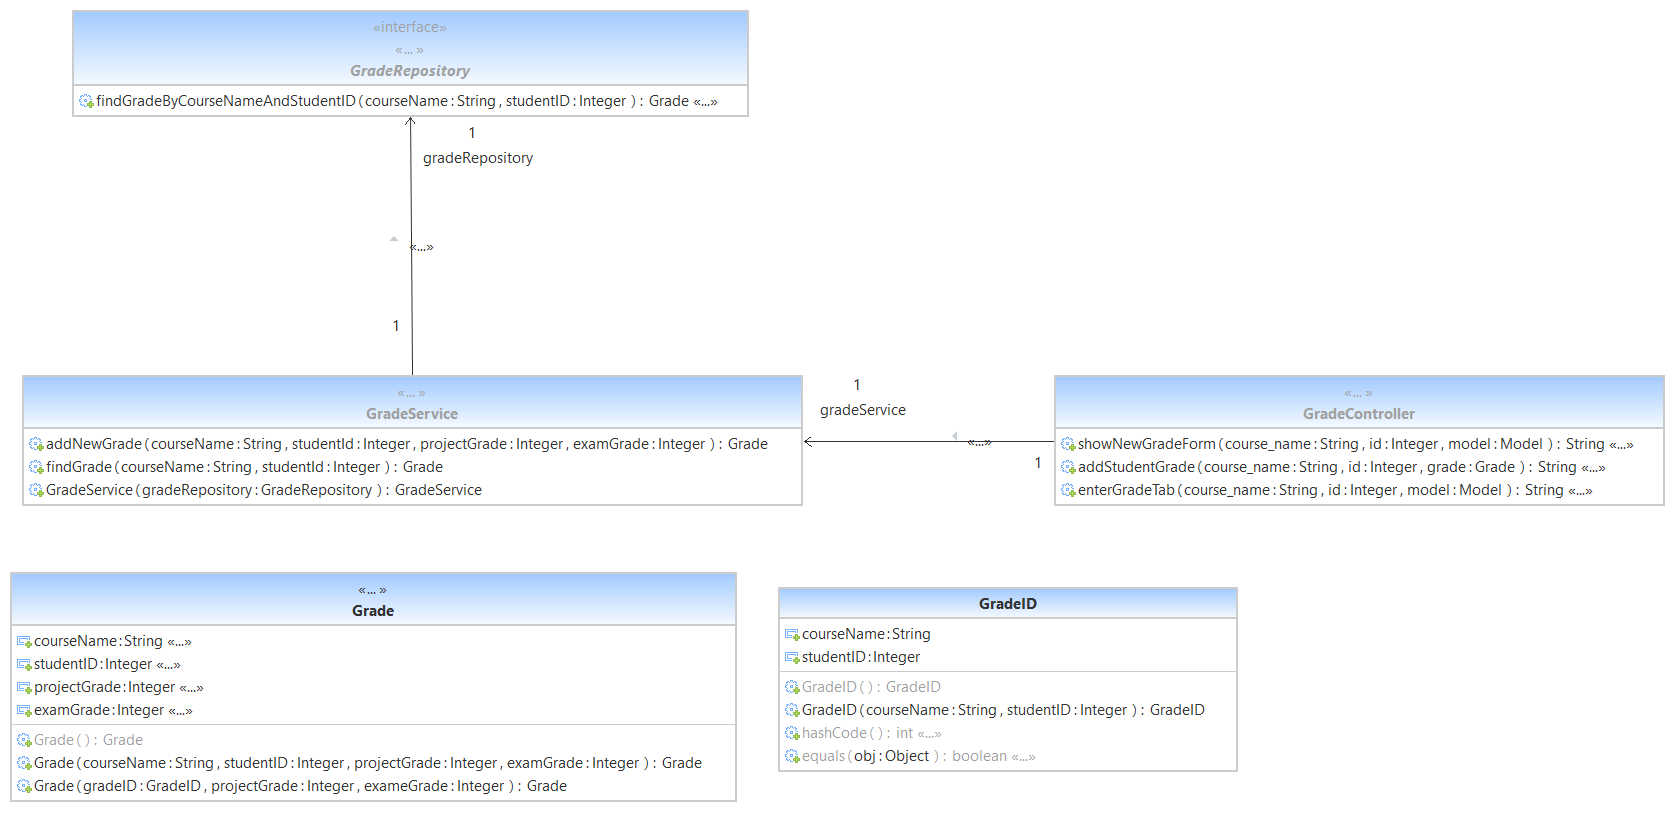 «interface»
«... »
GradeRepository
findGradeByCourseNameAndStudentID ( courseName : String , studentID : Integer ) : Grade «...»
1
gradeRepository
«...»
1
«... »
GradeService
addNewGrade ( courseName : String , studentId : Integer , projectGrade : Integer , examGrade : Integer ) : Grade
findGrade ( courseName : String , studentId : Integer ) : Grade
GradeService ( gradeRepository : GradeRepository ) : GradeService
1
gradeService
«...»
1
«... »
GradeController
showNewGradeForm ( course_name : String , id : Integer , model : Model ) : String «...»
addStudentGrade ( course_name : String , id : Integer , grade : Grade ) : String «...»
enterGradeTab ( course_name : String , id : Integer , model : Model ) : String «...»
«... »
Grade
courseName : String «...»
studentID : Integer «...»
projectGrade : Integer «...»
examGrade : Integer «...»
Grade ( ) : Grade
Grade ( courseName : String , studentID : Integer , projectGrade : Integer , examGrade : Integer ) : Grade
Grade ( gradeID : GradeID , projectGrade : Integer , exameGrade : Integer ) : Grade
GradeID
courseName : String
studentID : Integer
GradeID ( ) : GradeID
GradeID ( courseName : String , studentID : Integer ) : GradeID
hashCode ( ) : int «...»
equals ( obj : Object ) : boolean «...»